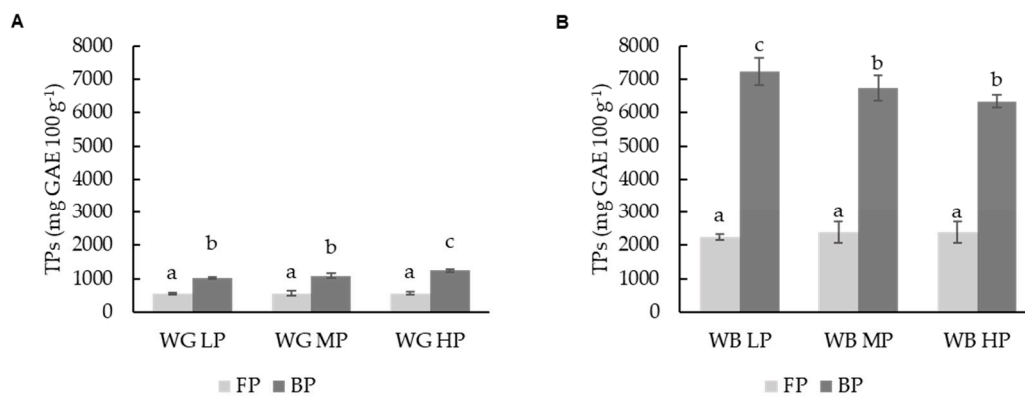 A
TPs (mg GAE 100 g⁻¹)
8000
7000
6000
5000
4000
3000
2000
1000
0
a b a b a c
WG LP WG MP WG HP
FP BP
B
TPs (mg GAE 100 g⁻¹)
8000
7000
6000
5000
4000
3000
2000
1000
0
a c a b a b
WB LP WB MP WB HP
FP BP